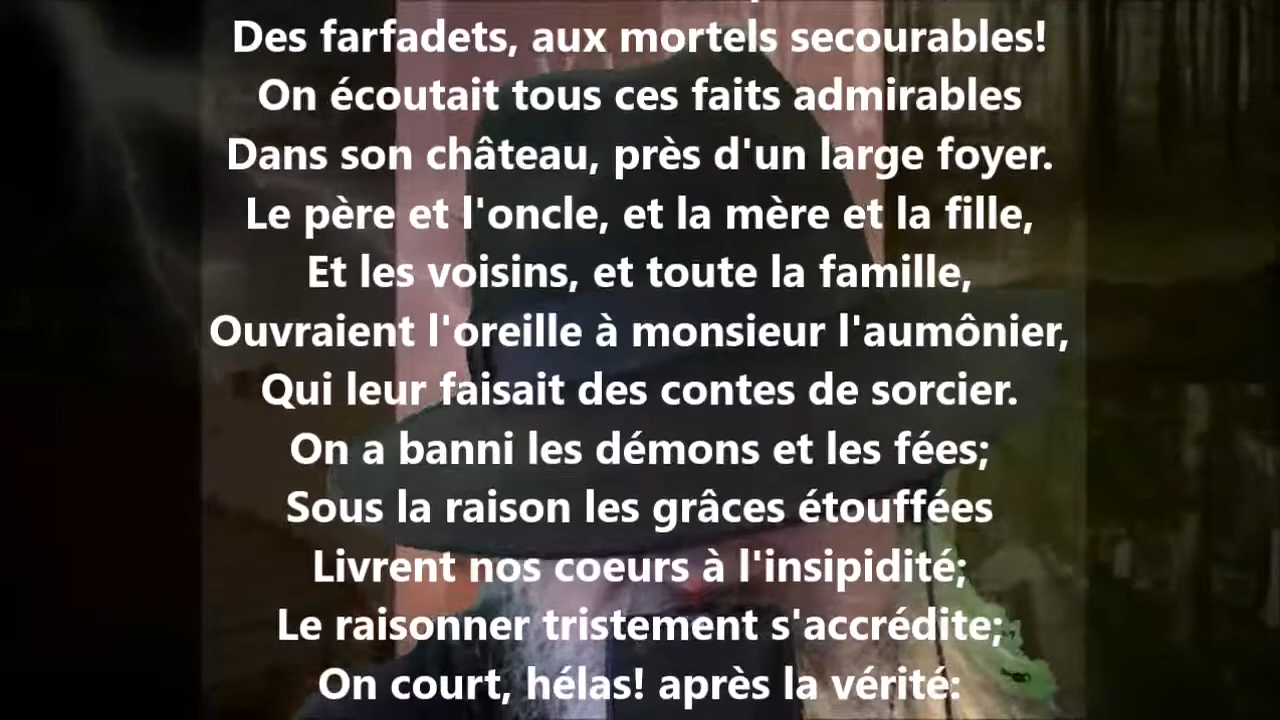 Des farfadets, aux mortels secourables!
On écoutait tous ces faits admirables
Dans son château, près d'un large foyer.
Le père et l'oncle, et la mère et la fille,
Et les voisins, et toute la famille,
Ouvraient l'oreille à monsieur l'aumônier,
Qui leur faisait des contes de sorcier.
On a banni les démons et les fées;
Sous la raison les grâces étouffées
Livrent nos coeurs à l'insipidité;
Le raisonner tristement s'accrédite;
On court, hélas! après la vérité: